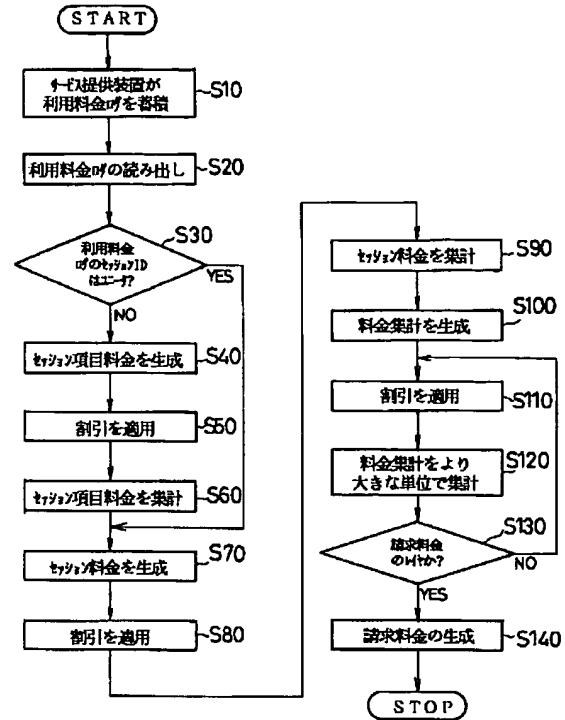 START
サービス提供装置が
利用料金ログを蓄積
S10
利用料金ログの読み出し
S20
利用料金
ログのセッションID
はユニーク?
S30
YES
NO
セッション項目料金を生成
S40
割引を適用
S50
セッション項目料金を集計
S60
セッション料金を生成
S70
割引を適用
S80
セッション料金を集計
S90
料金集計を生成
S100
割引を適用
S110
料金集計をより
大きな単位で集計
S120
請求料金
のレイヤか?
S130
NO
YES
請求料金の生成
S140
STOP